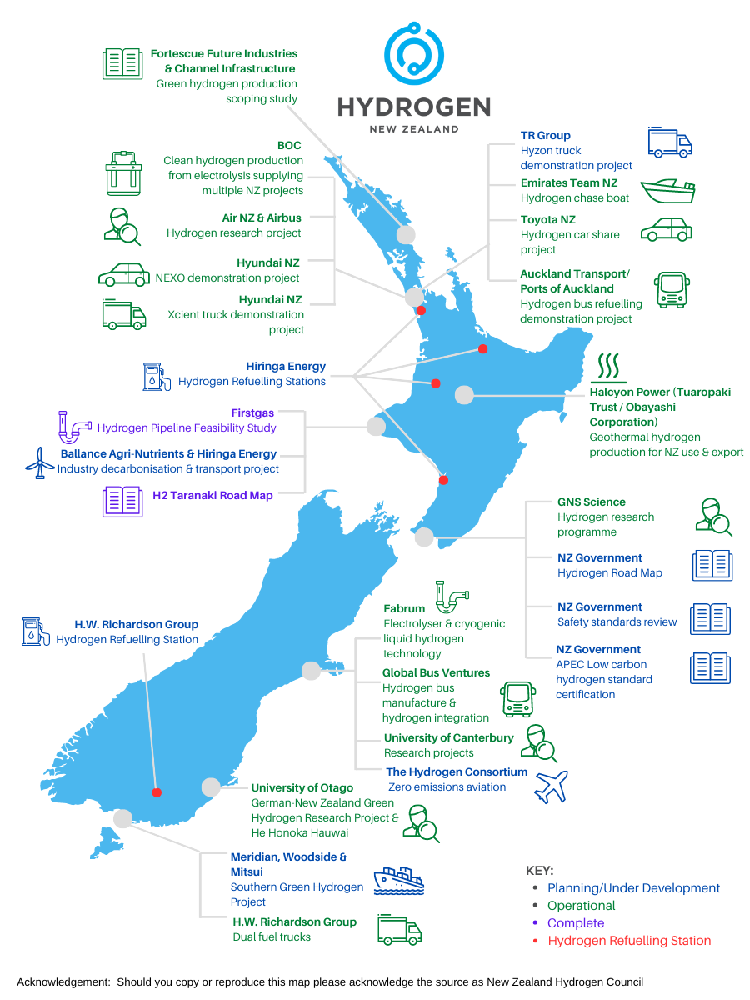 Fortescue Future Industries
& Channel Infrastructure
Green hydrogen production
scoping study
HYDROGEN
NEW ZEALAND
BOC
Clean hydrogen production
from electrolysis supplying
multiple NZ projects
Air NZ & Airbus
Hydrogen research project
Hyundai NZ
NEXO demonstration project
Hyundai NZ
Xcient truck demonstration
project
TR Group
Hyzon truck
demonstration project
Emirates Team NZ
Hydrogen chase boat
Toyota NZ
Hydrogen car share
project
Auckland Transport/
Ports of Auckland
Hydrogen bus refuelling
demonstration project
Hiringa Energy
Hydrogen Refuelling Stations
Halcyon Power (Tuaropaki
Trust / Obayashi
Corporation)
Geothermal hydrogen
production for NZ use & export
Firstgas
Hydrogen Pipeline Feasibility Study
Ballance Agri-Nutrients & Hiringa Energy
Industry decarbonisation & transport project
H2 Taranaki Road Map
GNS Science
Hydrogen research
programme
NZ Government
Hydrogen Road Map
NZ Government
Safety standards review
NZ Government
APEC Low carbon
hydrogen standard
certification
H.W. Richardson Group
Hydrogen Refuelling Station
Fabrum
Electrolyser & cryogenic
liquid hydrogen
technology
Global Bus Ventures
Hydrogen bus
manufacture &
hydrogen integration
University of Canterbury
Research projects
The Hydrogen Consortium
Zero emissions aviation
University of Otago
German-New Zealand Green
Hydrogen Research Project &
He Honoka Hauwai
Meridian, Woodside &
Mitsui
Southern Green Hydrogen
Project
H.W. Richardson Group
Dual fuel trucks
KEY:
• Planning/Under Development
• Operational
• Complete
• Hydrogen Refuelling Station
Acknowledgement: Should you copy or reproduce this map please acknowledge the source as New Zealand Hydrogen Council